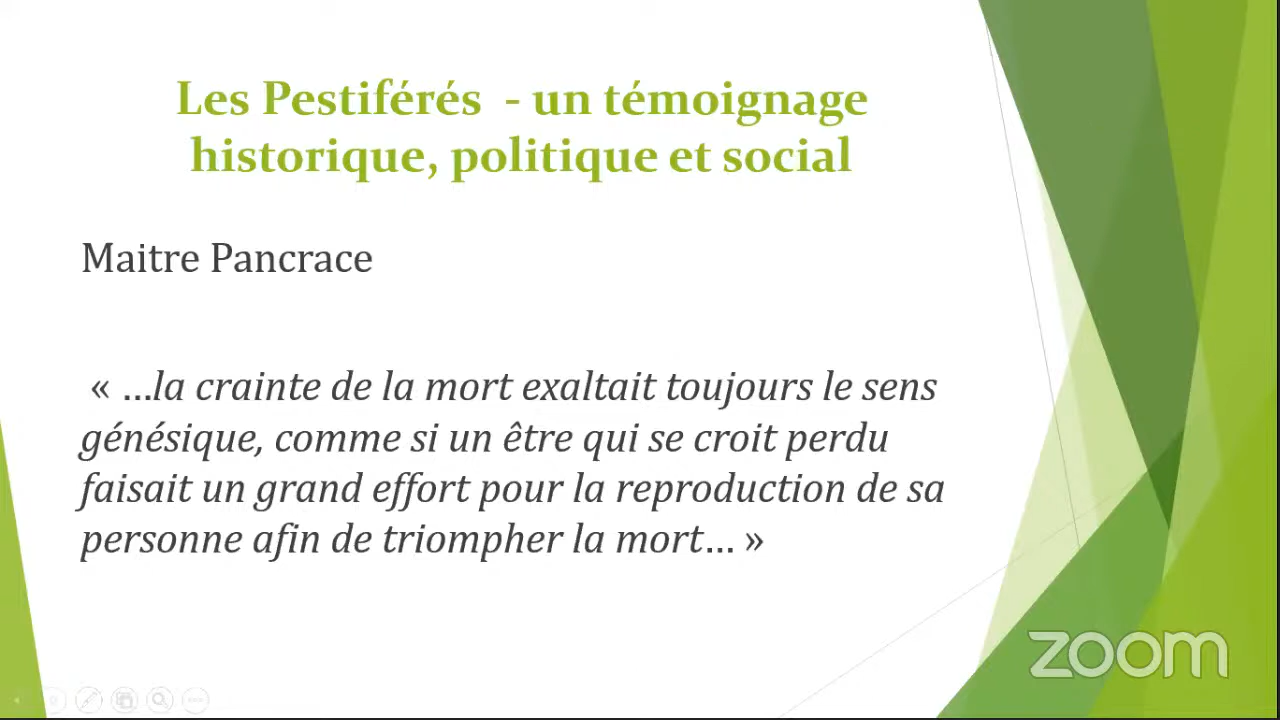 Les Pestiférés - un témoignage
historique, politique et social
Maitre Pancrace
« …la crainte de la mort exaltait toujours le sens
génésique, comme si un être qui se croit perdu
faisait un grand effort pour la reproduction de sa
personne afin de triompher la mort… »
zoom